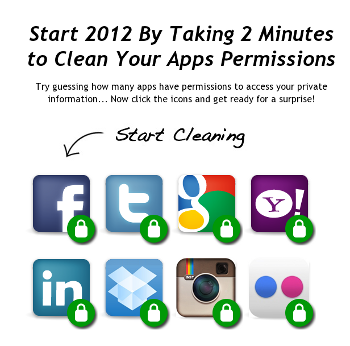 Start 2012 By Taking 2 Minutes
to Clean Your Apps Permissions
Try guessing how many apps have permissions to access your private
information... Now click the icons and get ready for a surprise!
Start Cleaning
f t g Y!
in